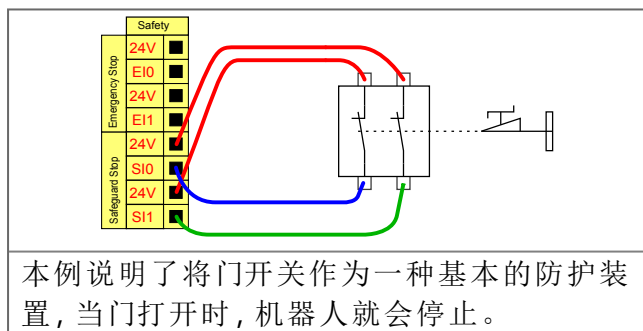 Safety
Emergency Stop
24V
EI0
24V
EI1
Safeguard Stop
24V
SI0
24V
SI1
本例说明了将门开关作为一种基本的防护装
置,当门打开时,机器人就会停止。